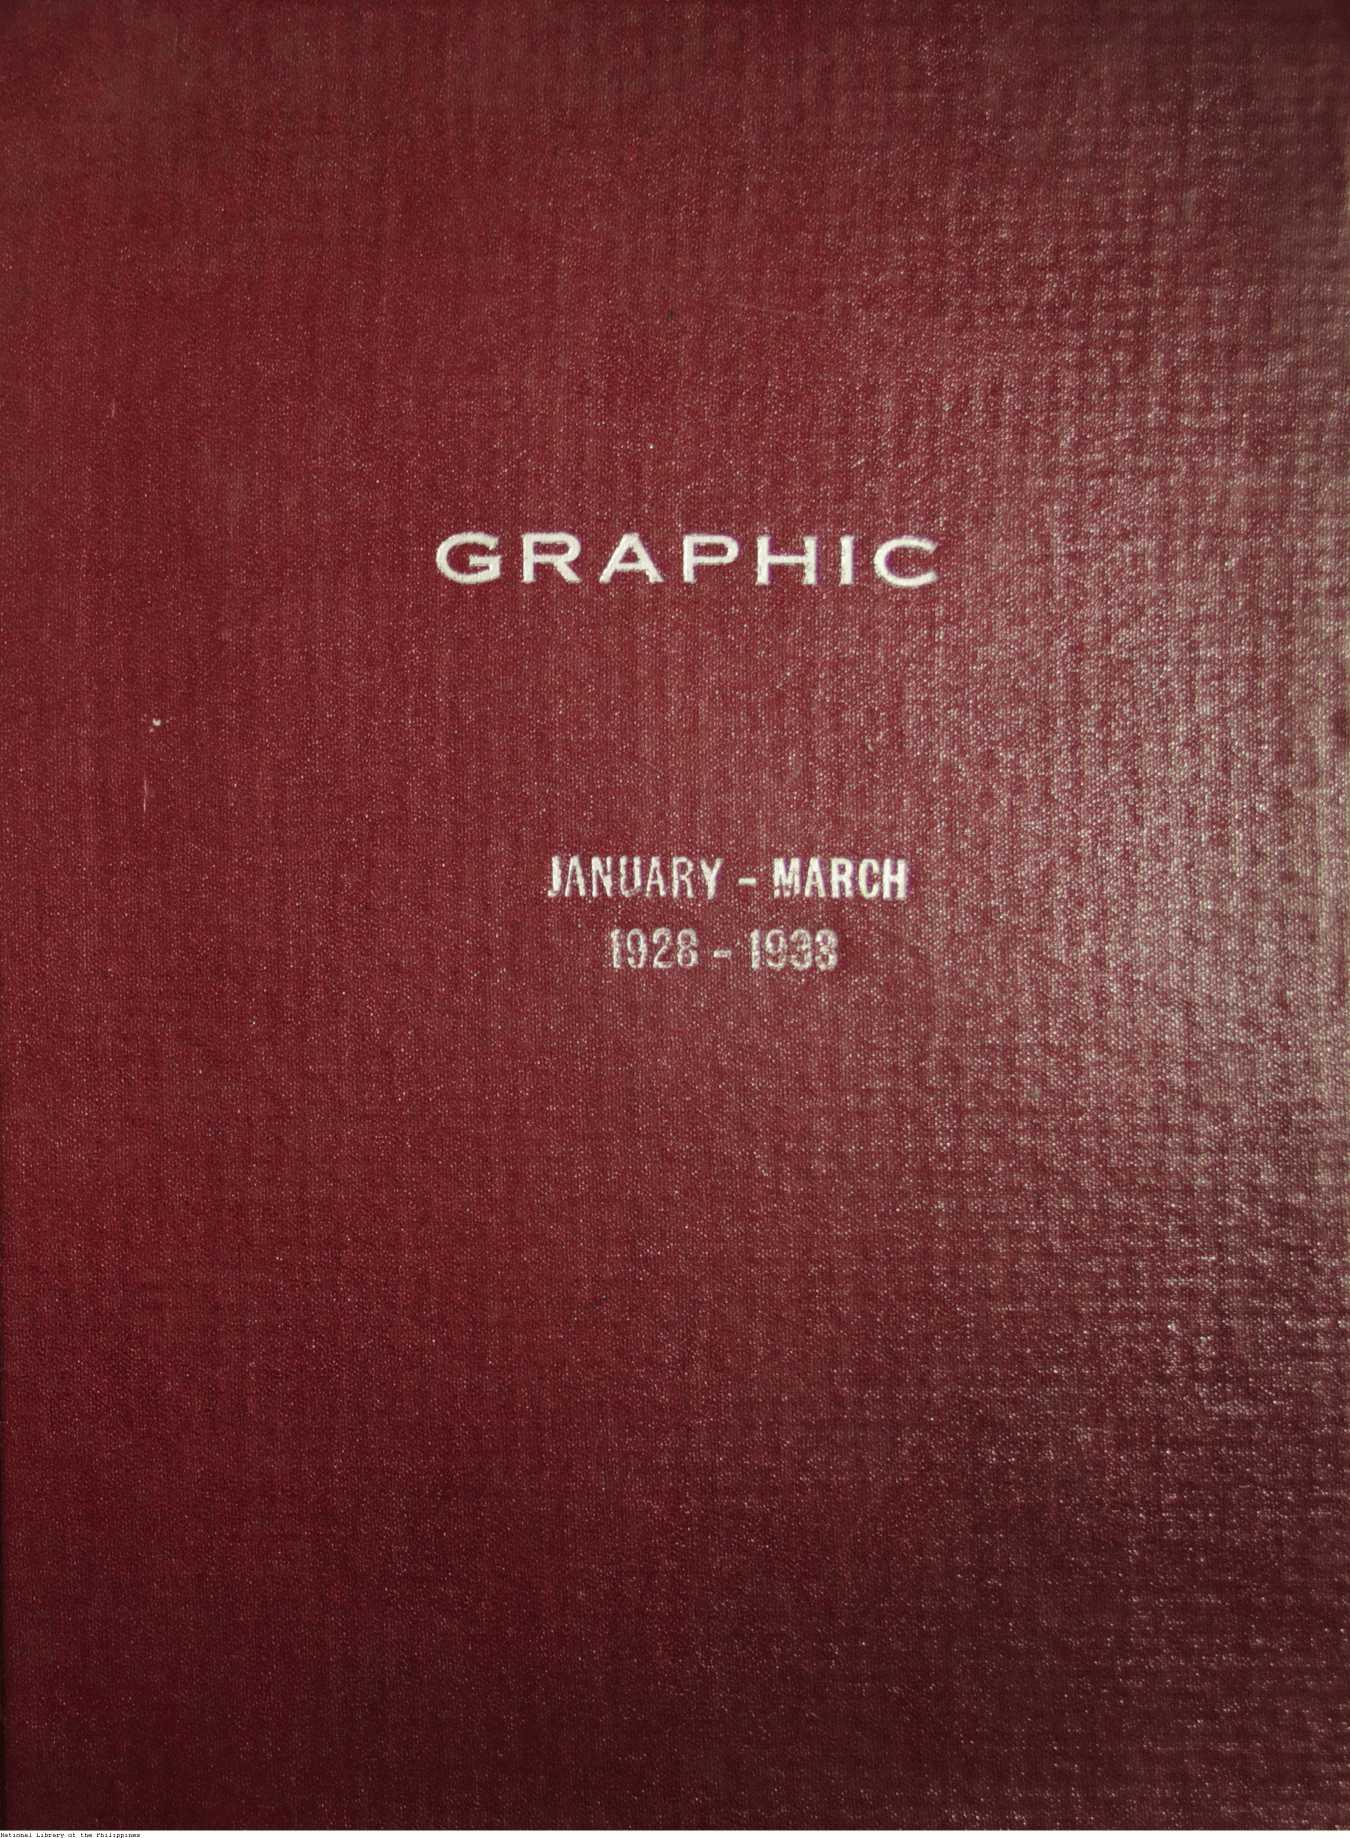 GRAPHIC
JANUARY - MARCH
1928 - 1933
National Library of the Philippines